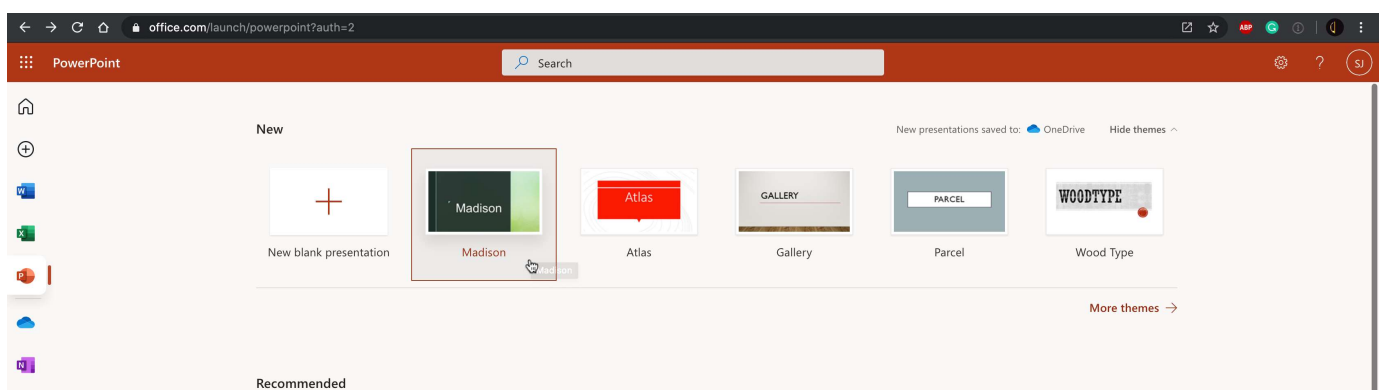 office.com/launch/powerpoint?auth=2
ABP
PowerPoint
Search
SJ
New
New presentations saved to: OneDrive Hide themes
Madison
Atlas
GALLERY
PARCEL
WOODTYPE
New blank presentation
Madison
Atlas
Gallery
Parcel
Wood Type
Madison
More themes
Recommended